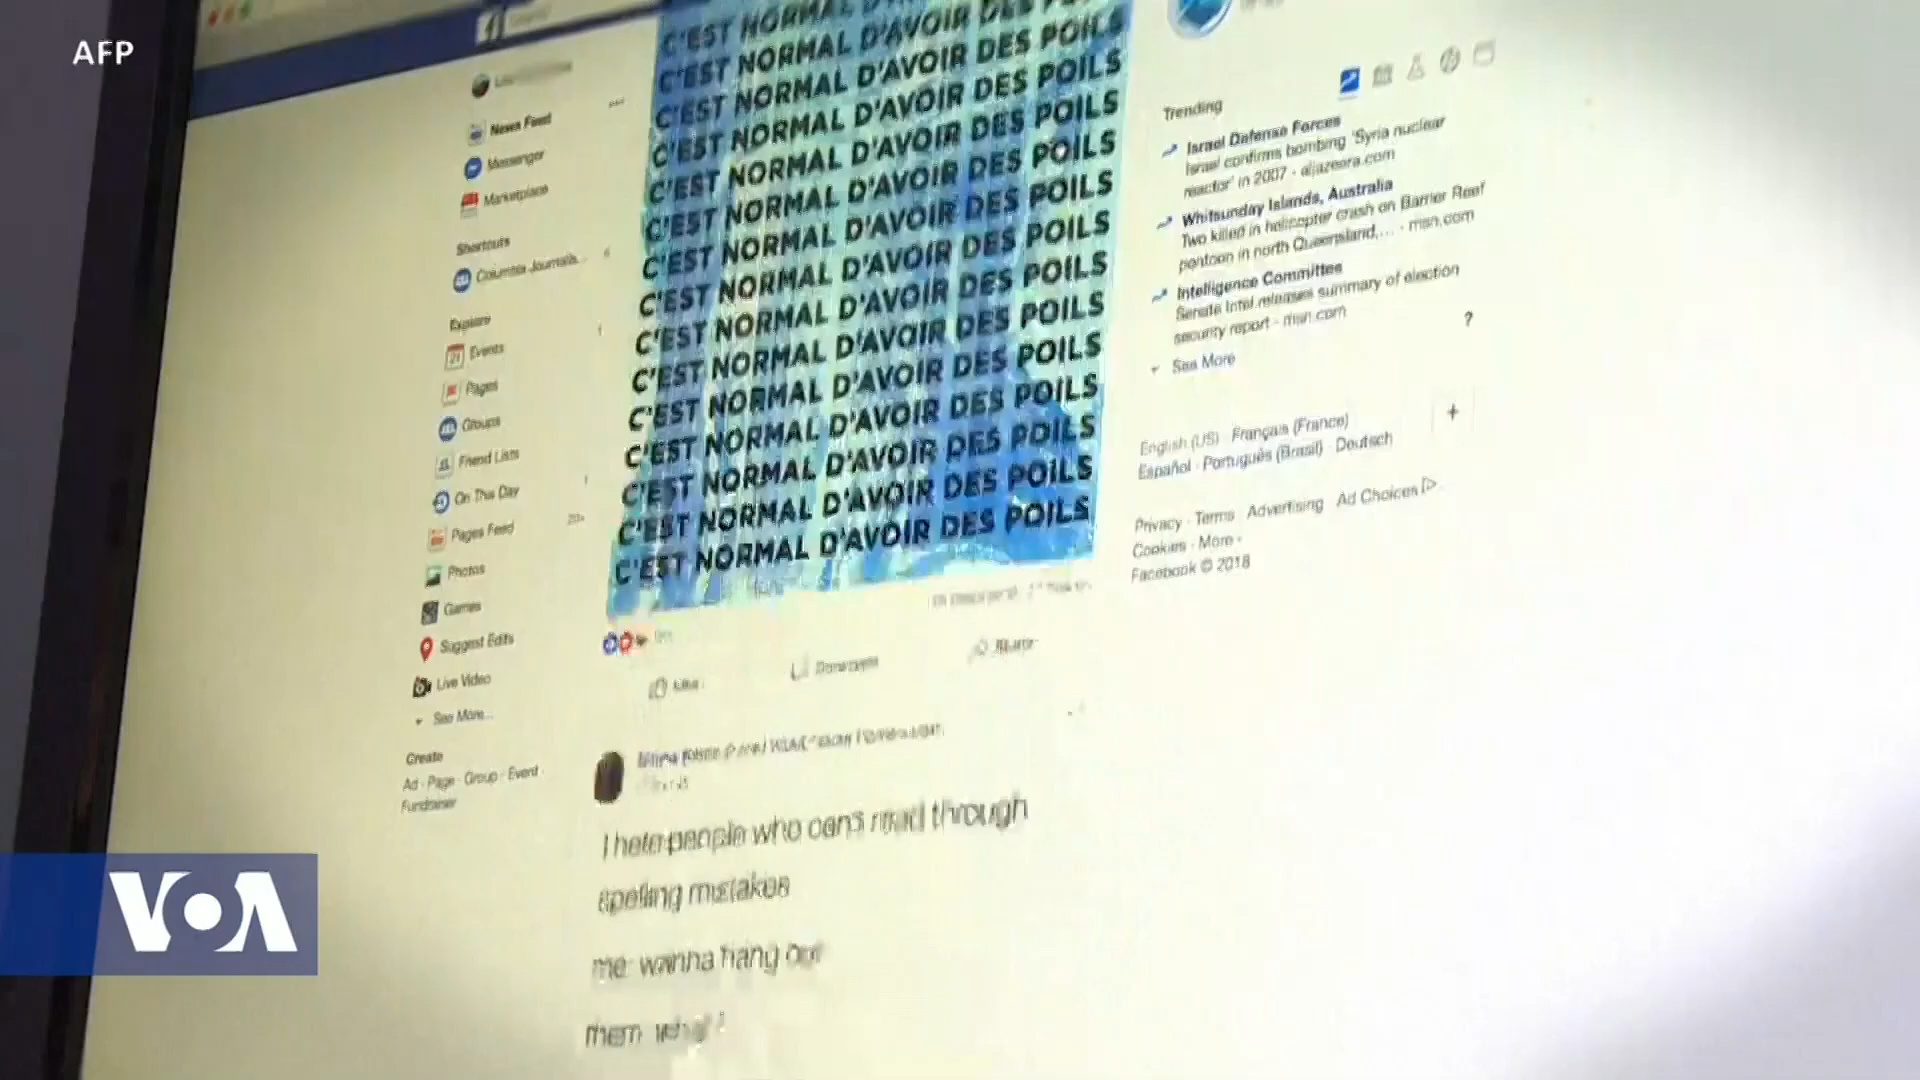 AFP
News Feed
Messenger
Marketplace
Shortcuts
Columbia Journalis...
Explore
Events
Pages
Groups
Friend Lists
On This Day
Pages Feed
20+
Photos
Games
Suggest Edits
Live Video
See More...
Create
Ad · Page · Group · Event ·
Fundraiser
C'EST NORMAL D'AVOIR DES POILS
C'EST NORMAL D'AVOIR DES POILS
C'EST NORMAL D'AVOIR DES POILS
C'EST NORMAL D'AVOIR DES POILS
C'EST NORMAL D'AVOIR DES POILS
C'EST NORMAL D'AVOIR DES POILS
C'EST NORMAL D'AVOIR DES POILS
C'EST NORMAL D'AVOIR DES POILS
C'EST NORMAL D'AVOIR DES POILS
C'EST NORMAL D'AVOIR DES POILS
C'EST NORMAL D'AVOIR DES POILS
C'EST NORMAL D'AVOIR DES POILS
C'EST NORMAL D'AVOIR DES POILS
C'EST NORMAL D'AVOIR DES POILS
Like
Comment
Share
I hate people who can't read through
spelling mistakes
me: wanna hang
them:
Trending
Israel Defense Forces
Israel confirms bombing 'Syria nuclear
reactor' in 2007 - aljazeera.com
Whitsunday Islands, Australia
Two killed in helicopter crash on Barrier Reef
pontoon in north Queensland,... - msn.com
Intelligence Committee
Senate Intel releases summary of election
security report - msn.com
?
See More
English (US) · Français (France)
Español · Português (Brasil) · Deutsch
+
Privacy · Terms · Advertising · Ad Choices
Cookies · More
Facebook © 2018
VOA